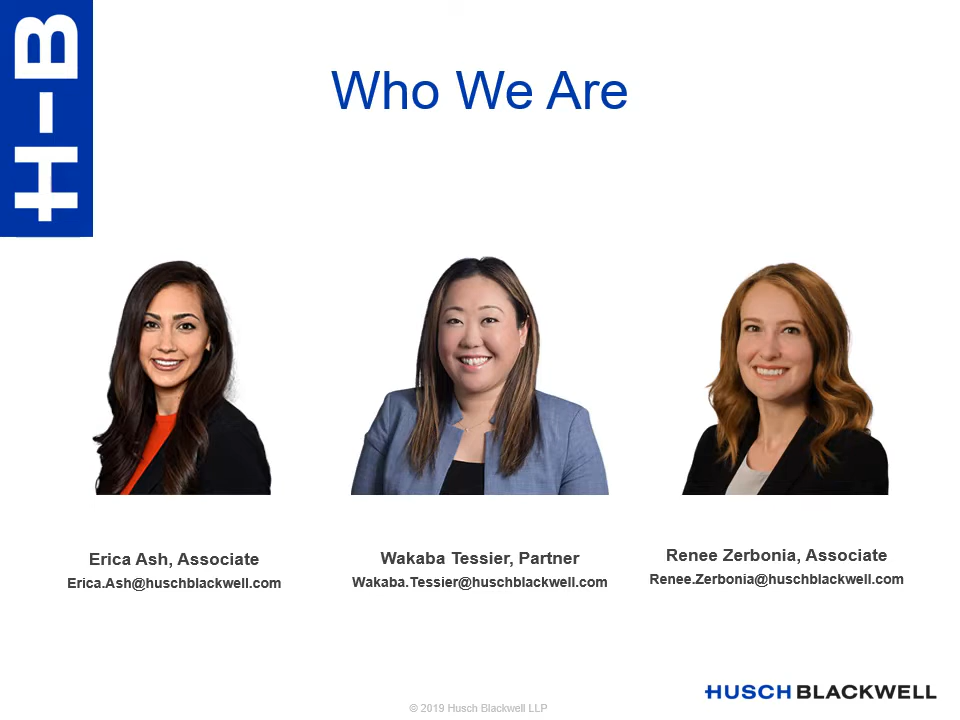 H-B
Who We Are
Erica Ash, Associate
Erica.Ash@huschblackwell.com
Wakaba Tessier, Partner
Wakaba.Tessier@huschblackwell.com
Renee Zerbonia, Associate
Renee.Zerbonia@huschblackwell.com
HUSCH BLACKWELL
© 2019 Husch Blackwell LLP